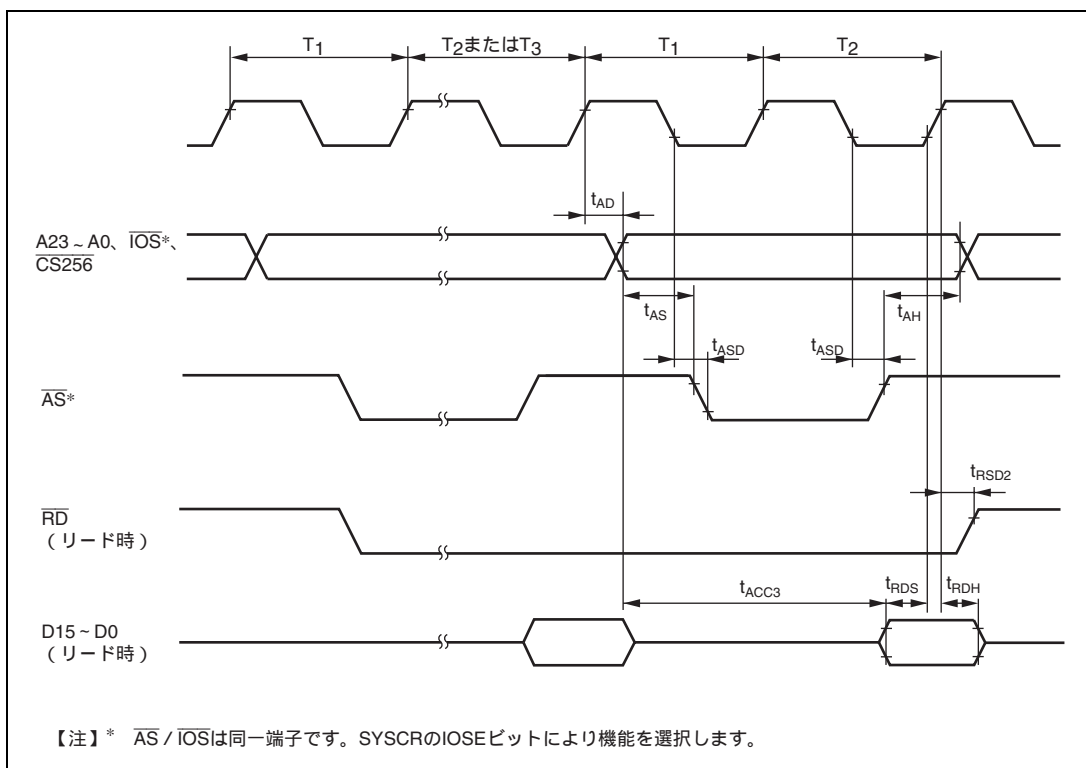 T1 T2またはT3 T1 T2
tAD
A23~A0、IOS*、
CS256
tAS tAH
tASD tASD
AS*
tRSD2
RD
(リード時)
tACC3 tRDS tRDH
D15~D0
(リード時)
【注】* AS / IOSは同一端子です。SYSCRのIOSEビットにより機能を選択します。